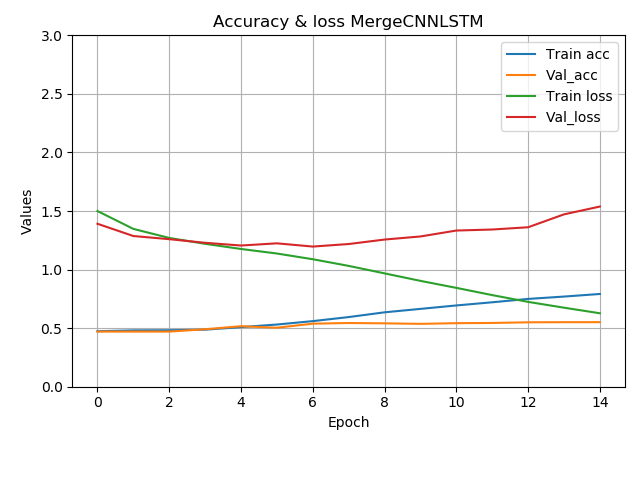 Accuracy & loss MergeCNNLSTM
Train acc
Val_acc
Train loss
Val_loss
3.0
2.5
2.0
1.5
1.0
0.5
0.0
Values
0 2 4 6 8 10 12 14
Epoch